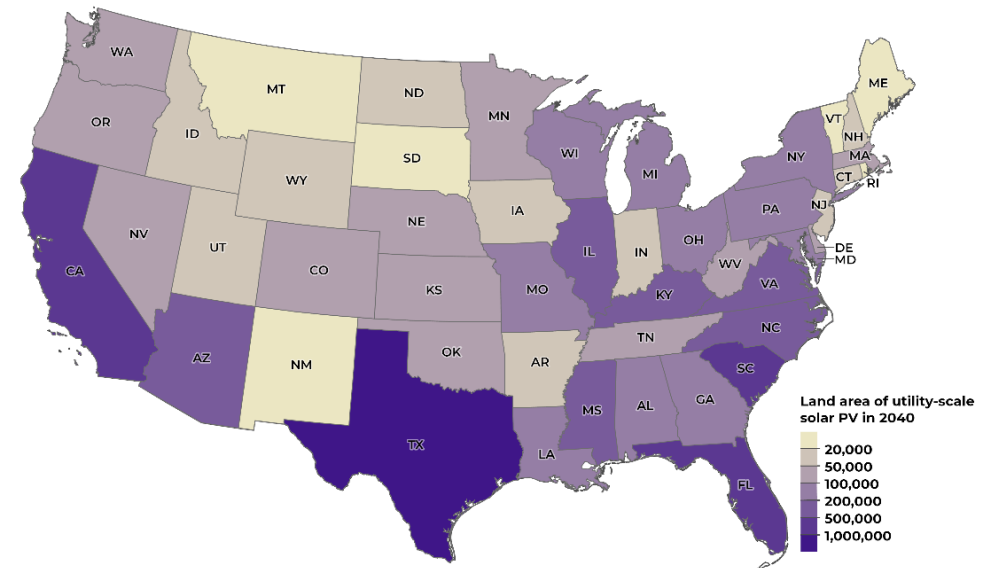 WA
MT
ND
MN
ME
VT
NH
OR
ID
SD
WI
MI
NY
MA
CT
RI
WY
IA
NE
PA
NJ
NV
UT
CO
IL
IN
OH
DE
MD
WV
VA
CA
KS
MO
KY
NC
TN
AZ
NM
OK
AR
SC
MS
AL
GA
TX
LA
FL
Land area of utility-scale
solar PV in 2040
20,000
50,000
100,000
200,000
500,000
1,000,000